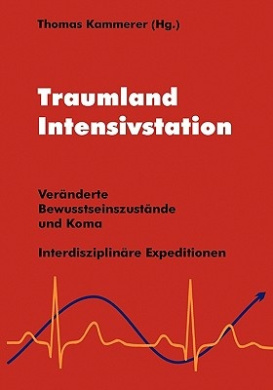 Thomas Kammerer (Hg.)
Traumland
Intensivstation
Veränderte
Bewusstseinszustände
und Koma
Interdisziplinäre Expeditionen